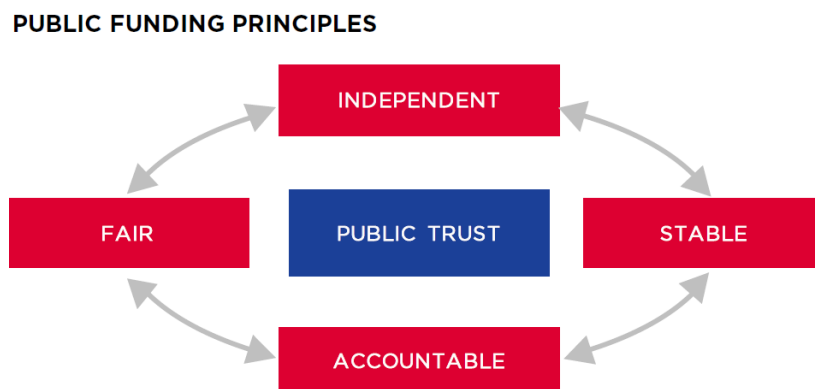 PUBLIC FUNDING PRINCIPLES
INDEPENDENT
FAIR
PUBLIC TRUST
STABLE
ACCOUNTABLE